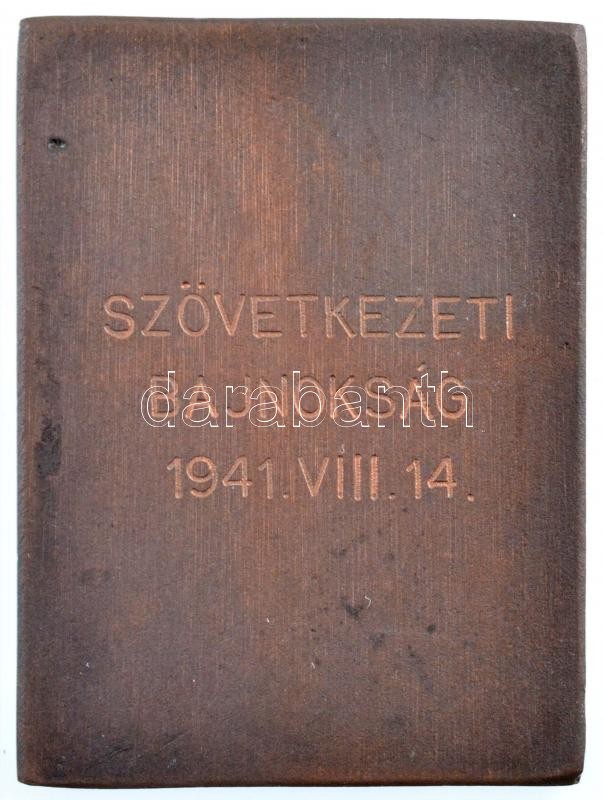 SZÖVETKEZETI
BAJNOKSÁG
darabanth
1941.VIII.14.